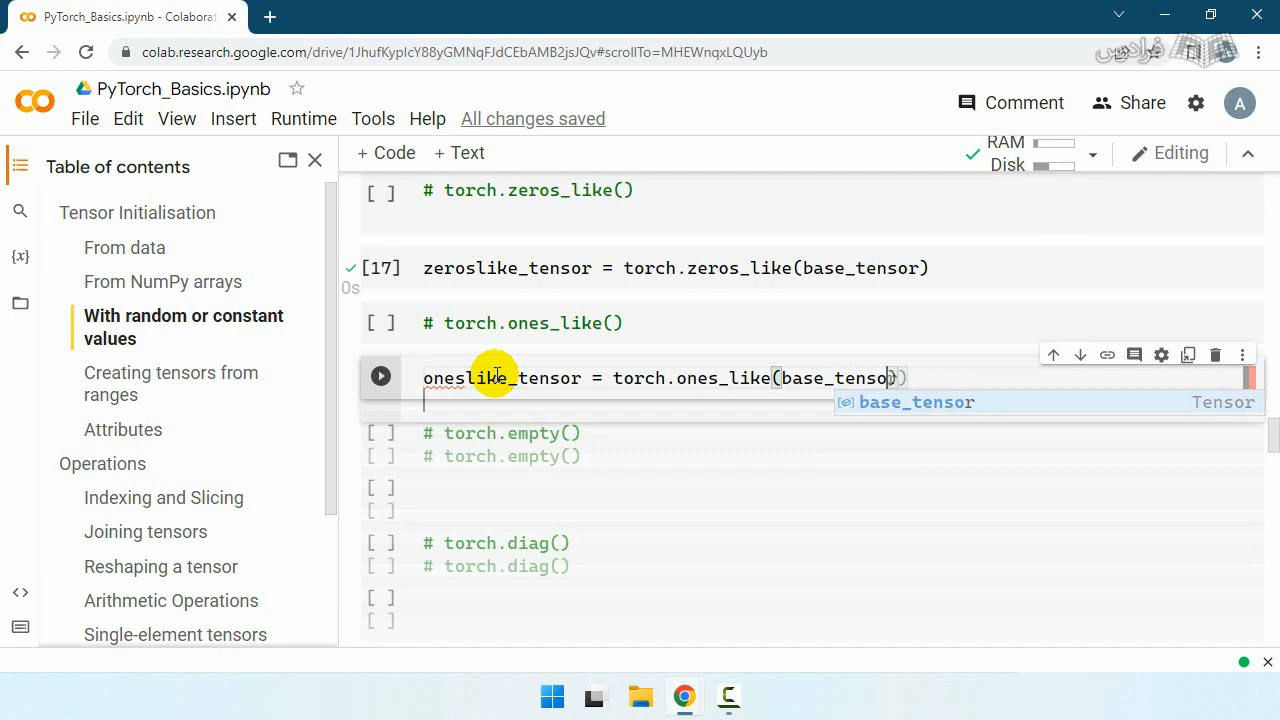 PyTorch_Basics.ipynb - Colaborat
colab.research.google.com/drive/1JhufKyplcY88yGMNqFJdCEbAMB2jsJQv#scrollTo=MHEWnqxLQUyb
فرادرس
PyTorch_Basics.ipynb
File Edit View Insert Runtime Tools Help All changes saved
Comment Share A
+ Code + Text
RAM
Disk
Editing
Table of contents
Tensor Initialisation
From data
From NumPy arrays
With random or constant
values
Creating tensors from
ranges
Attributes
Operations
Indexing and Slicing
Joining tensors
Reshaping a tensor
Arithmetic Operations
Single-element tensors
[ ] # torch.zeros_like()
[17] zeroslike_tensor = torch.zeros_like(base_tensor)
0s
[ ] # torch.ones_like()
oneslike_tensor = torch.ones_like(base_tensor)
base_tensor Tensor
[ ] # torch.empty()
[ ] # torch.empty()
[ ]
[ ]
[ ] # torch.diag()
[ ] # torch.diag()
[ ]
[ ]